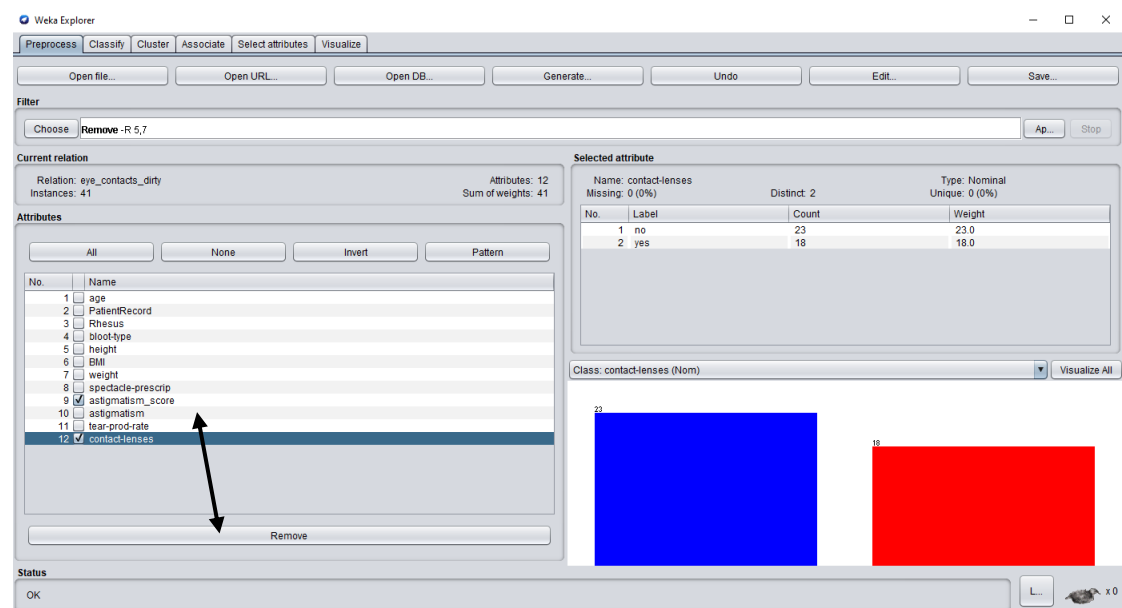 Weka Explorer
Preprocess Classify Cluster Associate Select attributes Visualize
Open file... Open URL... Open DB... Generate... Undo Edit... Save...
Filter
Choose Remove -R 5,7 Ap... Stop
Current relation
Relation: eye_contacts_dirty Attributes: 12
Instances: 41 Sum of weights: 41
Attributes
All None Invert Pattern
No. Name
1 age
2 PatientRecord
3 Rhesus
4 bloot-type
5 height
6 BMI
7 weight
8 spectacle-prescrip
9 astigmatism_score
10 astigmatism
11 tear-prod-rate
12 contact-lenses
Remove
Selected attribute
Name: contact-lenses Type: Nominal
Missing: 0 (0%) Distinct: 2 Unique: 0 (0%)
No. Label Count Weight
1 no 23 23.0
2 yes 18 18.0
Class: contact-lenses (Nom) Visualize All
23
18
Status
OK
L... x 0